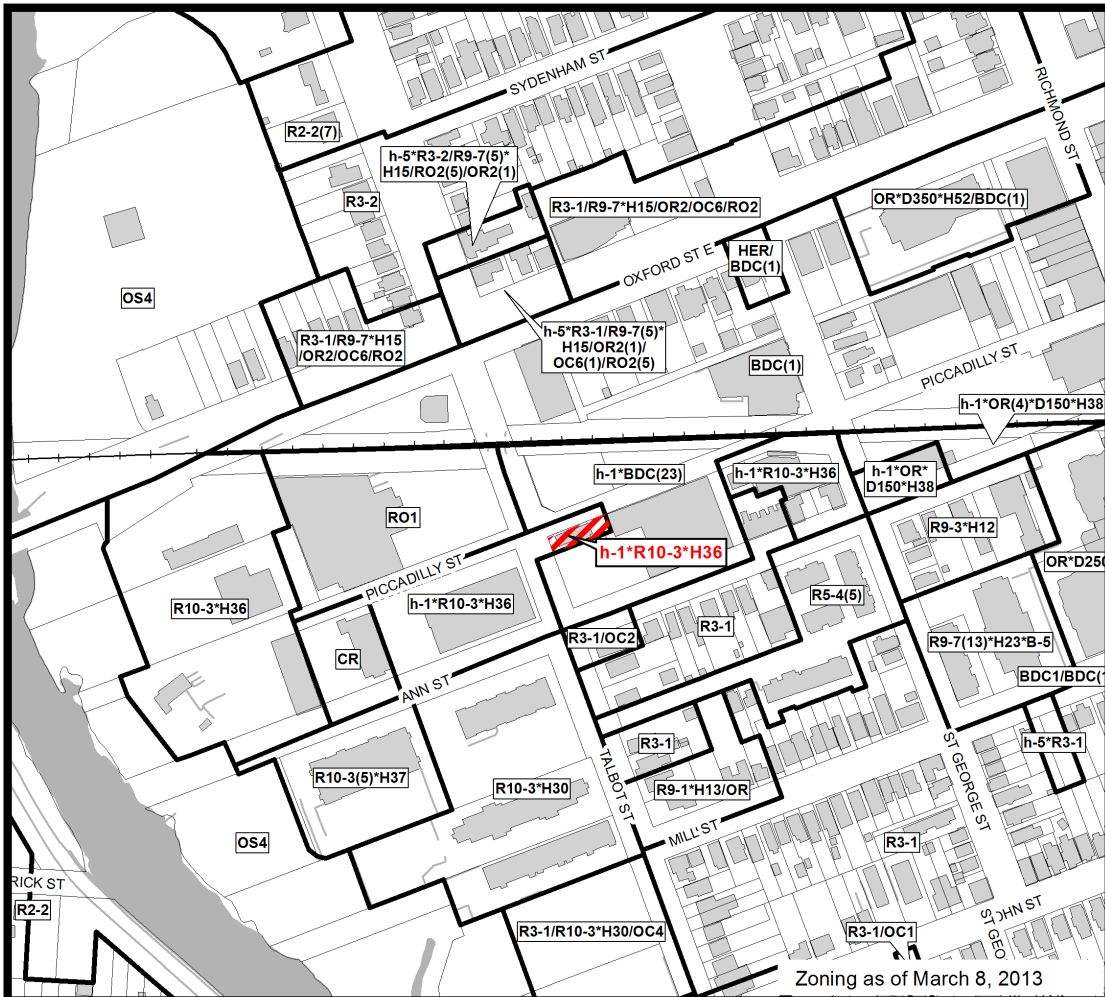 SYDENHAM ST
RICHMOND ST
R2-2(7)
h-5*R3-2/R9-7(5)*
H15/RO2(5)/OR2(1)
R3-2
R3-1/R9-7*H15/OR2/OC6/RO2
OR*D350*H52/BDC(1)
HER/
BDC(1)
OXFORD ST E
OS4
R3-1/R9-7*H15
/OR2/OC6/RO2
h-5*R3-1/R9-7(5)*
H15/OR2(1)/
OC6(1)/RO2(5)
BDC(1)
PICCADILLY ST
h-1*OR(4)*D150*H38
h-1*BDC(23)
h-1*R10-3*H36
h-1*OR*
D150*H38
RO1
R9-3*H12
h-1*R10-3*H36
PICCADILLY ST
OR*D250
R10-3*H36
h-1*R10-3*H36
R5-4(5)
R3-1/OC2
R3-1
R9-7(13)*H23*B-5
CR
ANN ST
BDC1/BDC(1
R3-1
h-5*R3-1
R10-3(5)*H37
R10-3*H30
TALBOT ST
R9-1*H13/OR
ST GEORGE ST
MILL ST
OS4
R3-1
RICK ST
R2-2
R3-1/R10-3*H30/OC4
R3-1/OC1
OHN ST
ST GEO
Zoning as of March 8, 2013